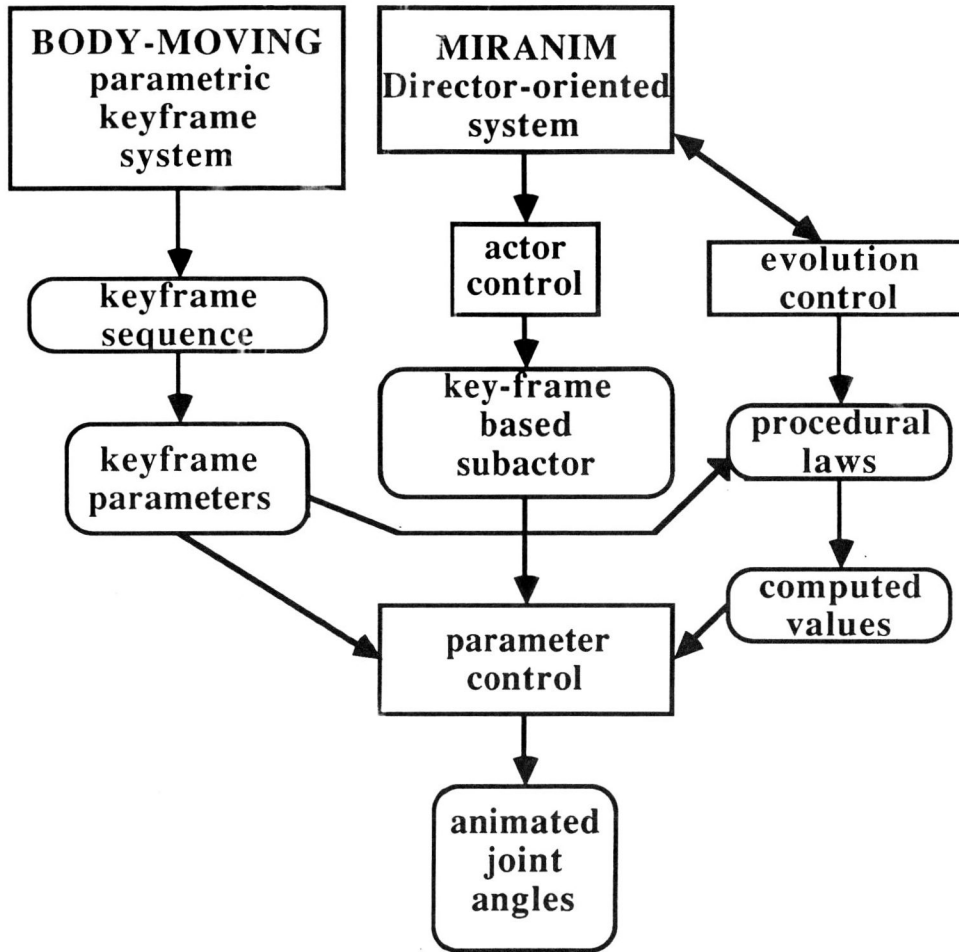 BODY-MOVING
parametric
keyframe
system
MIRANIM
Director-oriented
system
actor
control
evolution
control
keyframe
sequence
key-frame
based
subactor
procedural
laws
keyframe
parameters
computed
values
parameter
control
animated
joint
angles